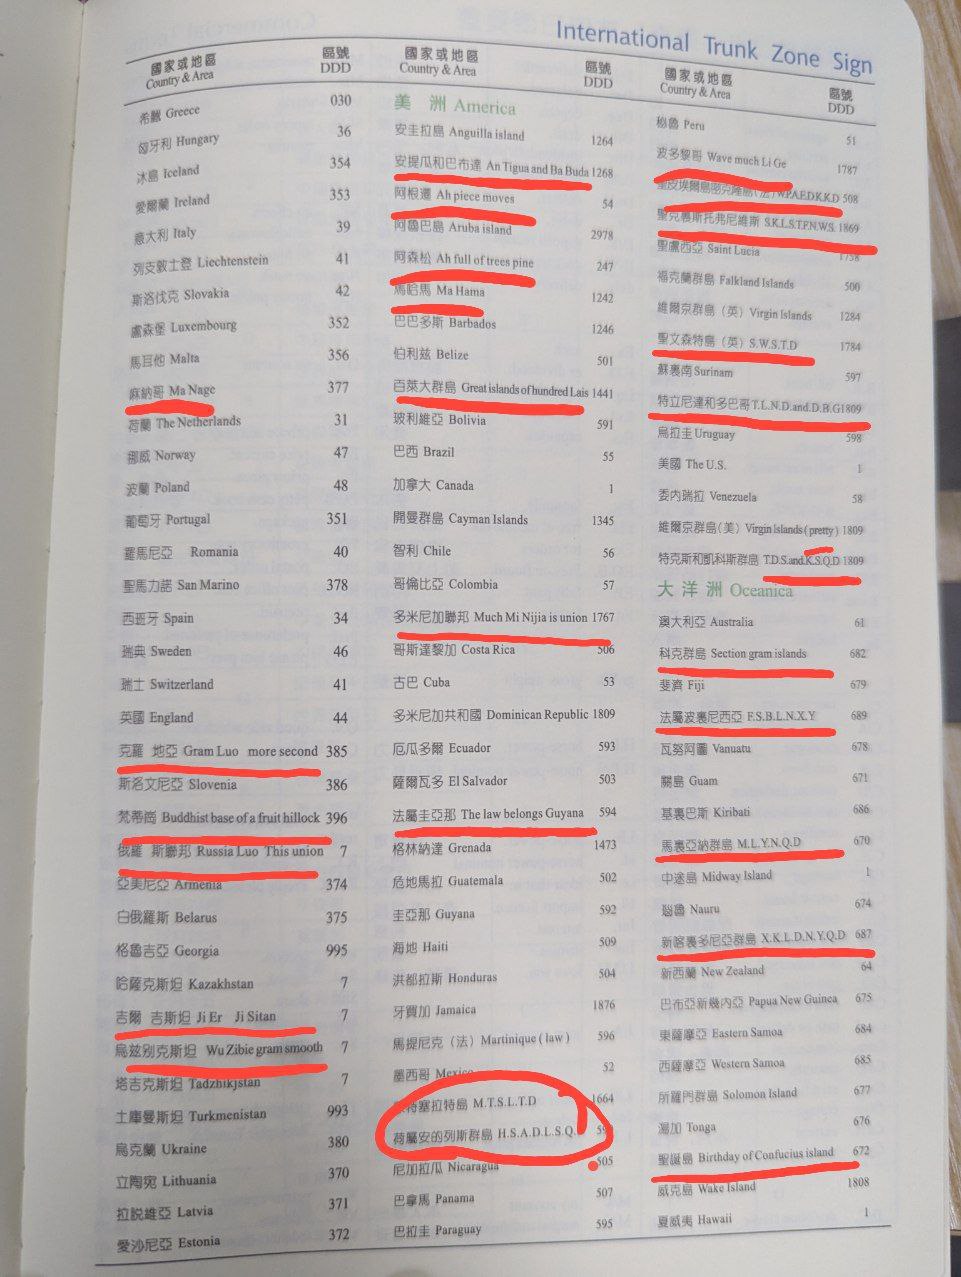 International Trunk Zone Sign
國家或地區 區號
Country & Area DDD
希臘 Greece 030
匈牙利 Hungary 36
冰島 Iceland 354
愛爾蘭 Ireland 353
意大利 Italy 39
列支敦士登 Liechtenstein 41
斯洛伐克 Slovakia 42
盧森堡 Luxembourg 352
馬耳他 Malta 356
麻納哥 Ma Nage 377
荷蘭 The Netherlands 31
挪威 Norway 47
波蘭 Poland 48
葡萄牙 Portugal 351
羅馬尼亞 Romania 40
聖馬力諾 San Marino 378
西班牙 Spain 34
瑞典 Sweden 46
瑞士 Switzerland 41
英國 England 44
克羅 地亞 Gram Luo more second 385
斯洛文尼亞 Slovenia 386
梵蒂崗 Buddhist base of a fruit hillock 396
俄羅 斯聯邦 Russia Luo This union 7
亞美尼亞 Armenia 374
白俄羅斯 Belarus 375
格魯吉亞 Georgia 995
哈薩克斯坦 Kazakhstan 7
吉爾 吉斯坦 Ji Er Ji Sitan 7
烏兹别克斯坦 Wu Zibie gram smooth 7
塔吉克斯坦 Tadzhikjstan 7
土庫曼斯坦 Turkmenistan 993
烏克蘭 Ukraine 380
立陶宛 Lithuania 370
拉脱維亞 Latvia 371
愛沙尼亞 Estonia 372
國家或地區 區號
Country & Area DDD
美 洲 America
安圭拉島 Anguilla island 1264
安提瓜和巴布達 An Tigua and Ba Buda 1268
阿根廷 Ah piece moves 54
阿魯巴島 Aruba island 2978
阿森松 Ah full of trees pine 247
馬哈馬 Ma Hama 1242
巴巴多斯 Barbados 1246
伯利兹 Belize 501
百萊大群島 Great islands of hundred Lais 1441
玻利維亞 Bolivia 591
巴西 Brazil 55
加拿大 Canada 1
開曼群島 Cayman Islands 1345
智利 Chile 56
哥倫比亞 Colombia 57
多米尼加聯邦 Much Mi Nijia is union 1767
哥斯達黎加 Costa Rica 506
古巴 Cuba 53
多米尼加共和國 Dominican Republic 1809
厄瓜多爾 Ecuador 593
薩爾瓦多 El Salvador 503
法屬圭亞那 The law belongs Guyana 594
格林納達 Grenada 1473
危地馬拉 Guatemala 502
圭亞那 Guyana 592
海地 Haiti 509
洪都拉斯 Honduras 504
牙買加 Jamaica 1876
馬提尼克（法）Martinique ( law ) 596
墨西哥 Mexico 52
特塞拉特島 M.T.S.L.T.D 1664
荷屬安的列斯群島 H.S.A.D.L.S.Q.
尼加拉瓜 Nicaragua 505
巴拿馬 Panama 507
巴拉圭 Paraguay 595
國家或地區 區號
Country & Area DDD
秘魯 Peru 51
波多黎哥 Wave much Li Ge 1787
聖皮埃爾島密克隆島（法）W.P.A.E.D.K.K.D 508
聖克裏斯托弗尼維斯 S.K.L.S.T.F.N.W.S. 1869
聖盧西亞 Saint Lucia 1758
福克蘭群島 Falkland Islands 500
維爾京群島（英）Virgin Islands 1284
聖文森特島（英）S.W.S.T.D 1784
蘇裏南 Surinam 597
特立尼達和多巴哥 T.L.N.D.and.D.B.G 1809
烏拉圭 Uruguay 598
美國 The U.S. 1
委内瑞拉 Venezuela 58
維爾京群島(美) Virgin Islands ( pretty ) 1809
特克斯和凱科斯群島 T.D.S.and.K.S.Q.D 1809
大 洋 洲 Oceanica
澳大利亞 Australia 61
科克群島 Section gram islands 682
斐濟 Fiji 679
法屬波裏尼西亞 F.S.B.L.N.X.Y 689
瓦努阿圖 Vanuatu 678
關島 Guam 671
基裏巴斯 Kiribati 686
馬裏亞納群島 M.L.Y.N.Q.D 670
中途島 Midway Island 1
瑙魯 Nauru 674
新喀裏多尼亞群島 X.K.L.D.N.Y.Q.D 687
新西蘭 New Zealand 64
巴布亞新幾内亞 Papua New Guinea 675
東薩摩亞 Eastern Samoa 684
西薩摩亞 Western Samoa 685
所羅門群島 Solomon Island 677
湯加 Tonga 676
聖誕島 Birthday of Confucius island 672
威克島 Wake Island 1808
夏威夷 Hawaii 1